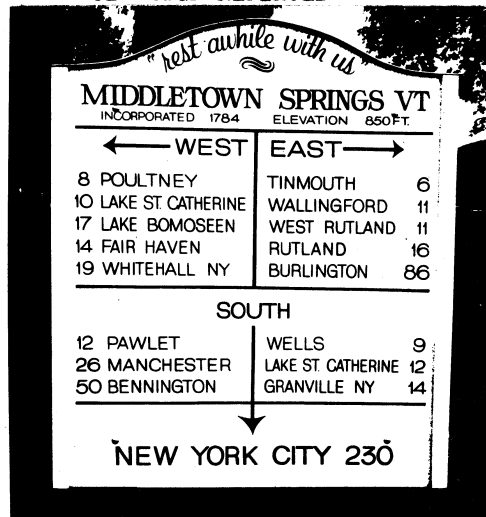 "rest awhile with us"
MIDDLETOWN SPRINGS VT
INCORPORATED 1784 ELEVATION 850 FT.
WEST EAST
8 POULTNEY TINMOUTH 6
10 LAKE ST. CATHERINE WALLINGFORD 11
17 LAKE BOMOSEEN WEST RUTLAND 11
14 FAIR HAVEN RUTLAND 16
19 WHITEHALL NY BURLINGTON 86
SOUTH
12 PAWLET WELLS 9
26 MANCHESTER LAKE ST. CATHERINE 12
50 BENNINGTON GRANVILLE NY 14
NEW YORK CITY 230